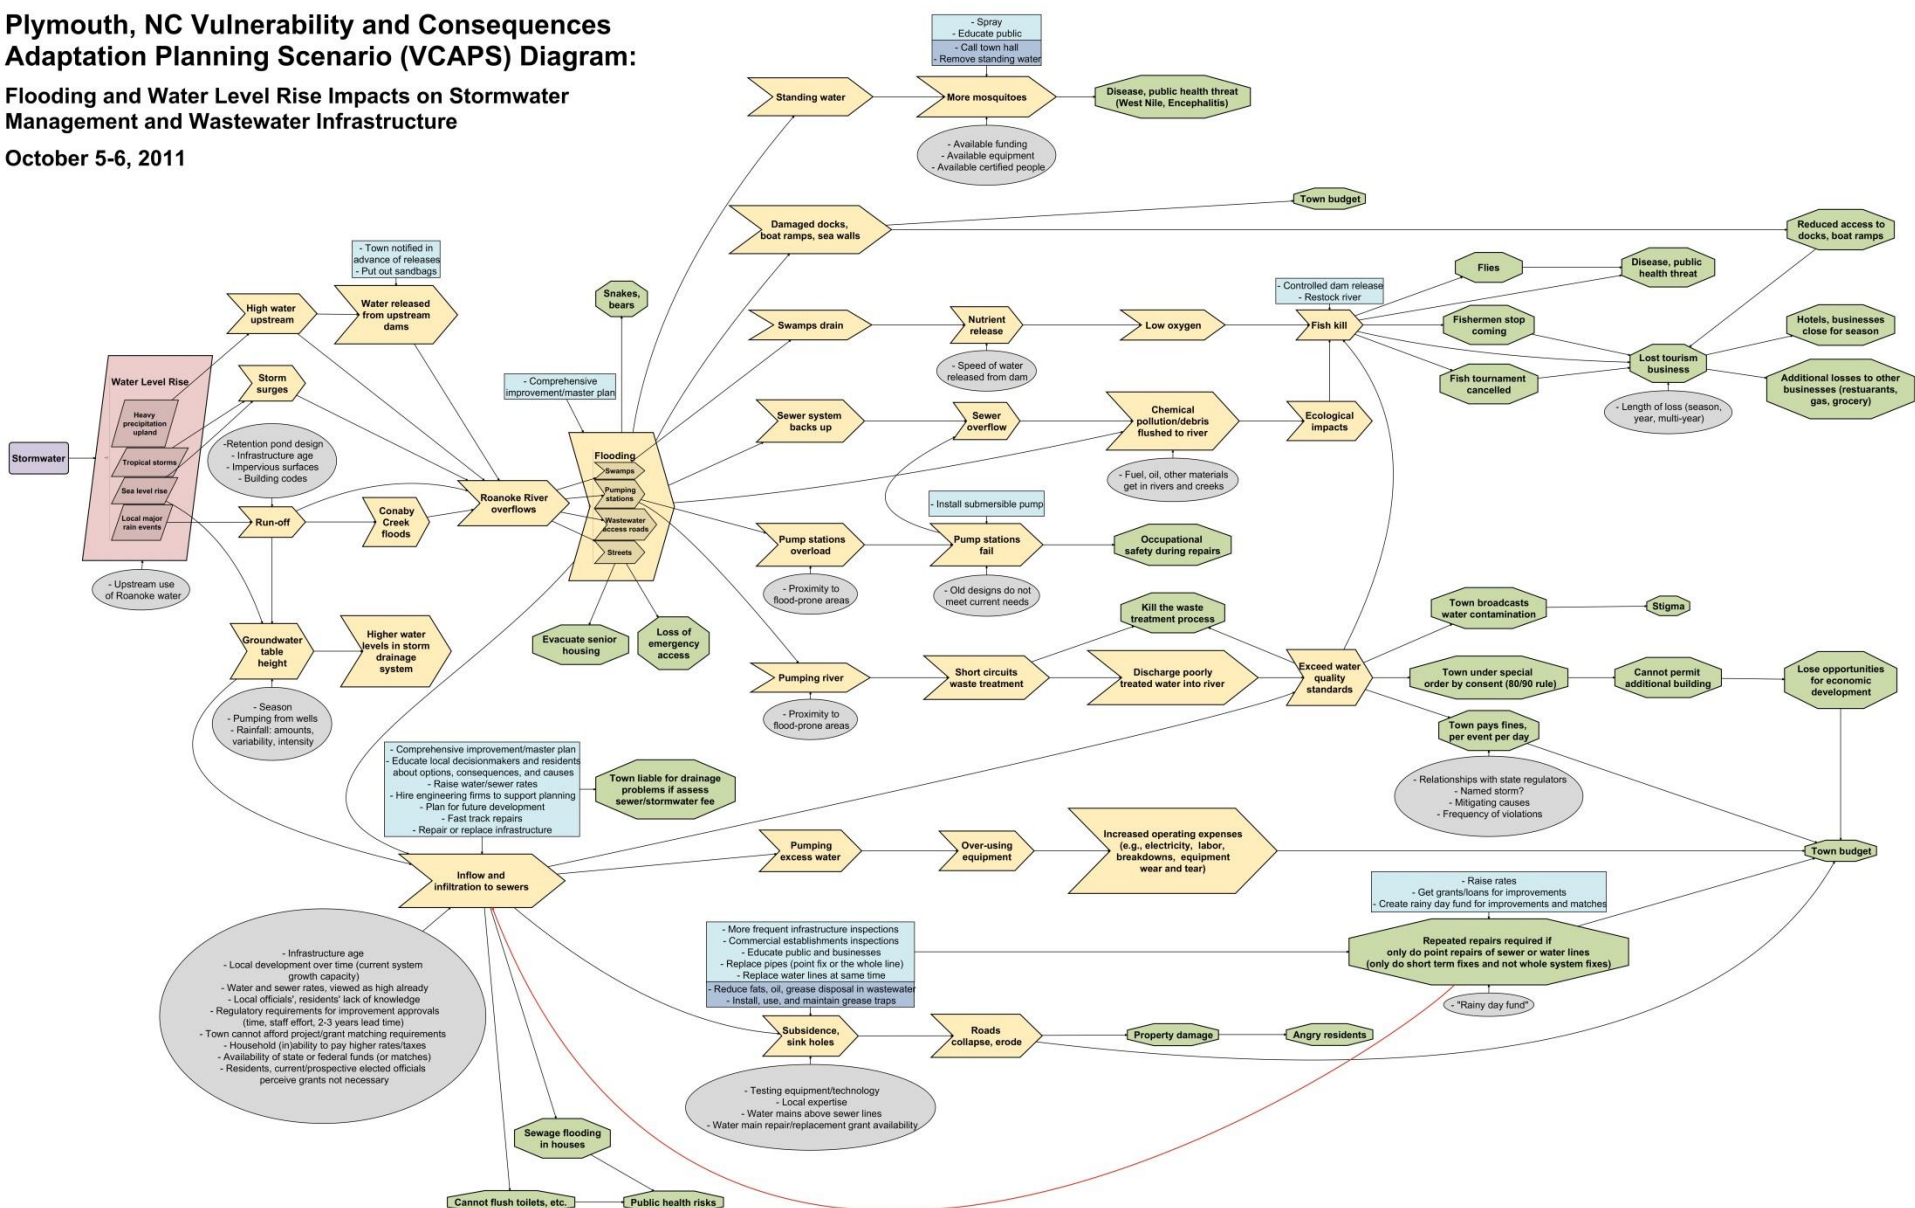 Plymouth, NC Vulnerability and Consequences
Adaptation Planning Scenario (VCAPS) Diagram:
Flooding and Water Level Rise Impacts on Stormwater
Management and Wastewater Infrastructure
October 5-6, 2011
- Spray
- Educate public
- Call town hall
- Remove standing water
Standing water
More mosquitoes
Disease, public health threat
(West Nile, Encephalitis)
- Available funding
- Available equipment
- Available certified people
Town budget
Damaged docks,
boat ramps, sea walls
Reduced access to
docks, boat ramps
- Town notified in
advance of releases
- Put out sandbags
High water
upstream
Water released
from upstream
dams
Snakes,
bears
Swamps drain
Nutrient
release
- Speed of water
released from dam
Low oxygen
- Controlled dam release
- Restock river
Fish kill
Flies
Disease, public
health threat
Fishermen stop
coming
Fish tournament
cancelled
Lost tourism
business
- Length of loss (season,
year, multi-year)
Hotels, businesses
close for season
Additional losses to other
businesses (restuarants,
gas, grocery)
Stormwater
Water Level Rise
Heavy
precipitation
upland
Tropical storms
Sea level rise
Local major
rain events
- Upstream use
of Roanoke water
Storm
surges
-Retention pond design
- Infrastructure age
- Impervious surfaces
- Building codes
Run-off
Conaby
Creek
floods
Roanoke River
overflows
- Comprehensive
improvement/master plan
Flooding
Swamps
Pumping
stations
Wastewater
access roads
Streets
Evacuate senior
housing
Loss of
emergency
access
Sewer system
backs up
Sewer
overflow
Chemical
pollution/debris
flushed to river
- Fuel, oil, other materials
get in rivers and creeks
Ecological
impacts
- Install submersible pump
Pump stations
overload
- Proximity to
flood-prone areas
Pump stations
fail
- Old designs do not
meet current needs
Occupational
safety during repairs
Groundwater
table
height
- Season
- Pumping from wells
- Rainfall: amounts,
variability, intensity
Higher water
levels in storm
drainage
system
Pumping river
- Proximity to
flood-prone areas
Short circuits
waste treatment
Kill the waste
treatment process
Discharge poorly
treated water into river
Exceed water
quality
standards
Town broadcasts
water contamination
Stigma
Town under special
order by consent (80/90 rule)
Cannot permit
additional building
Lose opportunities
for economic
development
Town pays fines,
per event per day
- Relationships with state regulators
- Named storm?
- Mitigating causes
- Frequency of violations
- Comprehensive improvement/master plan
- Educate local decisionmakers and residents
about options, consequences, and causes
- Raise water/sewer rates
- Hire engineering firms to support planning
- Plan for future development
- Fast track repairs
- Repair or replace infrastructure
Town liable for drainage
problems if assess
sewer/stormwater fee
Inflow and
infiltration to sewers
Pumping
excess water
Over-using
equipment
Increased operating expenses
(e.g., electricity, labor,
breakdowns, equipment
wear and tear)
Town budget
- Raise rates
- Get grants/loans for improvements
- Create rainy day fund for improvements and matches
Repeated repairs required if
only do point repairs of sewer or water lines
(only do short term fixes and not whole system fixes)
- "Rainy day fund"
- Infrastructure age
- Local development over time (current system
growth capacity)
- Water and sewer rates, viewed as high already
- Local officials', residents' lack of knowledge
- Regulatory requirements for improvement approvals
(time, staff effort, 2-3 years lead time)
- Town cannot afford project/grant matching requirements
- Household (in)ability to pay higher rates/taxes
- Availability of state or federal funds (or matches)
- Residents, current/prospective elected officials
perceive grants not necessary
- More frequent infrastructure inspections
- Commercial establishments inspections
- Educate public and businesses
- Replace pipes (point fix or the whole line)
- Replace water lines at same time
- Reduce fats, oil, grease disposal in wastewater
- Install, use, and maintain grease traps
Subsidence,
sink holes
Roads
collapse, erode
Property damage
Angry residents
- Testing equipment/technology
- Local expertise
- Water mains above sewer lines
- Water main repair/replacement grant availability
Sewage flooding
in houses
Cannot flush toilets, etc.
Public health risks